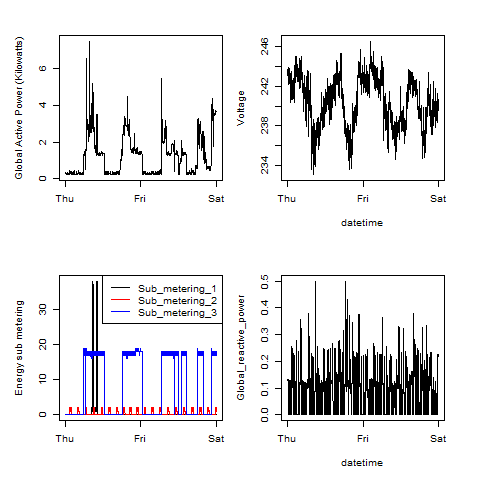 Global Active Power (Kilowatts)
0 2 4 6
Thu Fri Sat
Voltage
234 238 242 246
Thu Fri Sat
datetime
Energy sub metering
0 10 20 30
Sub_metering_1
Sub_metering_2
Sub_metering_3
Thu Fri Sat
Global_reactive_power
0.0 0.1 0.2 0.3 0.4 0.5
Thu Fri Sat
datetime